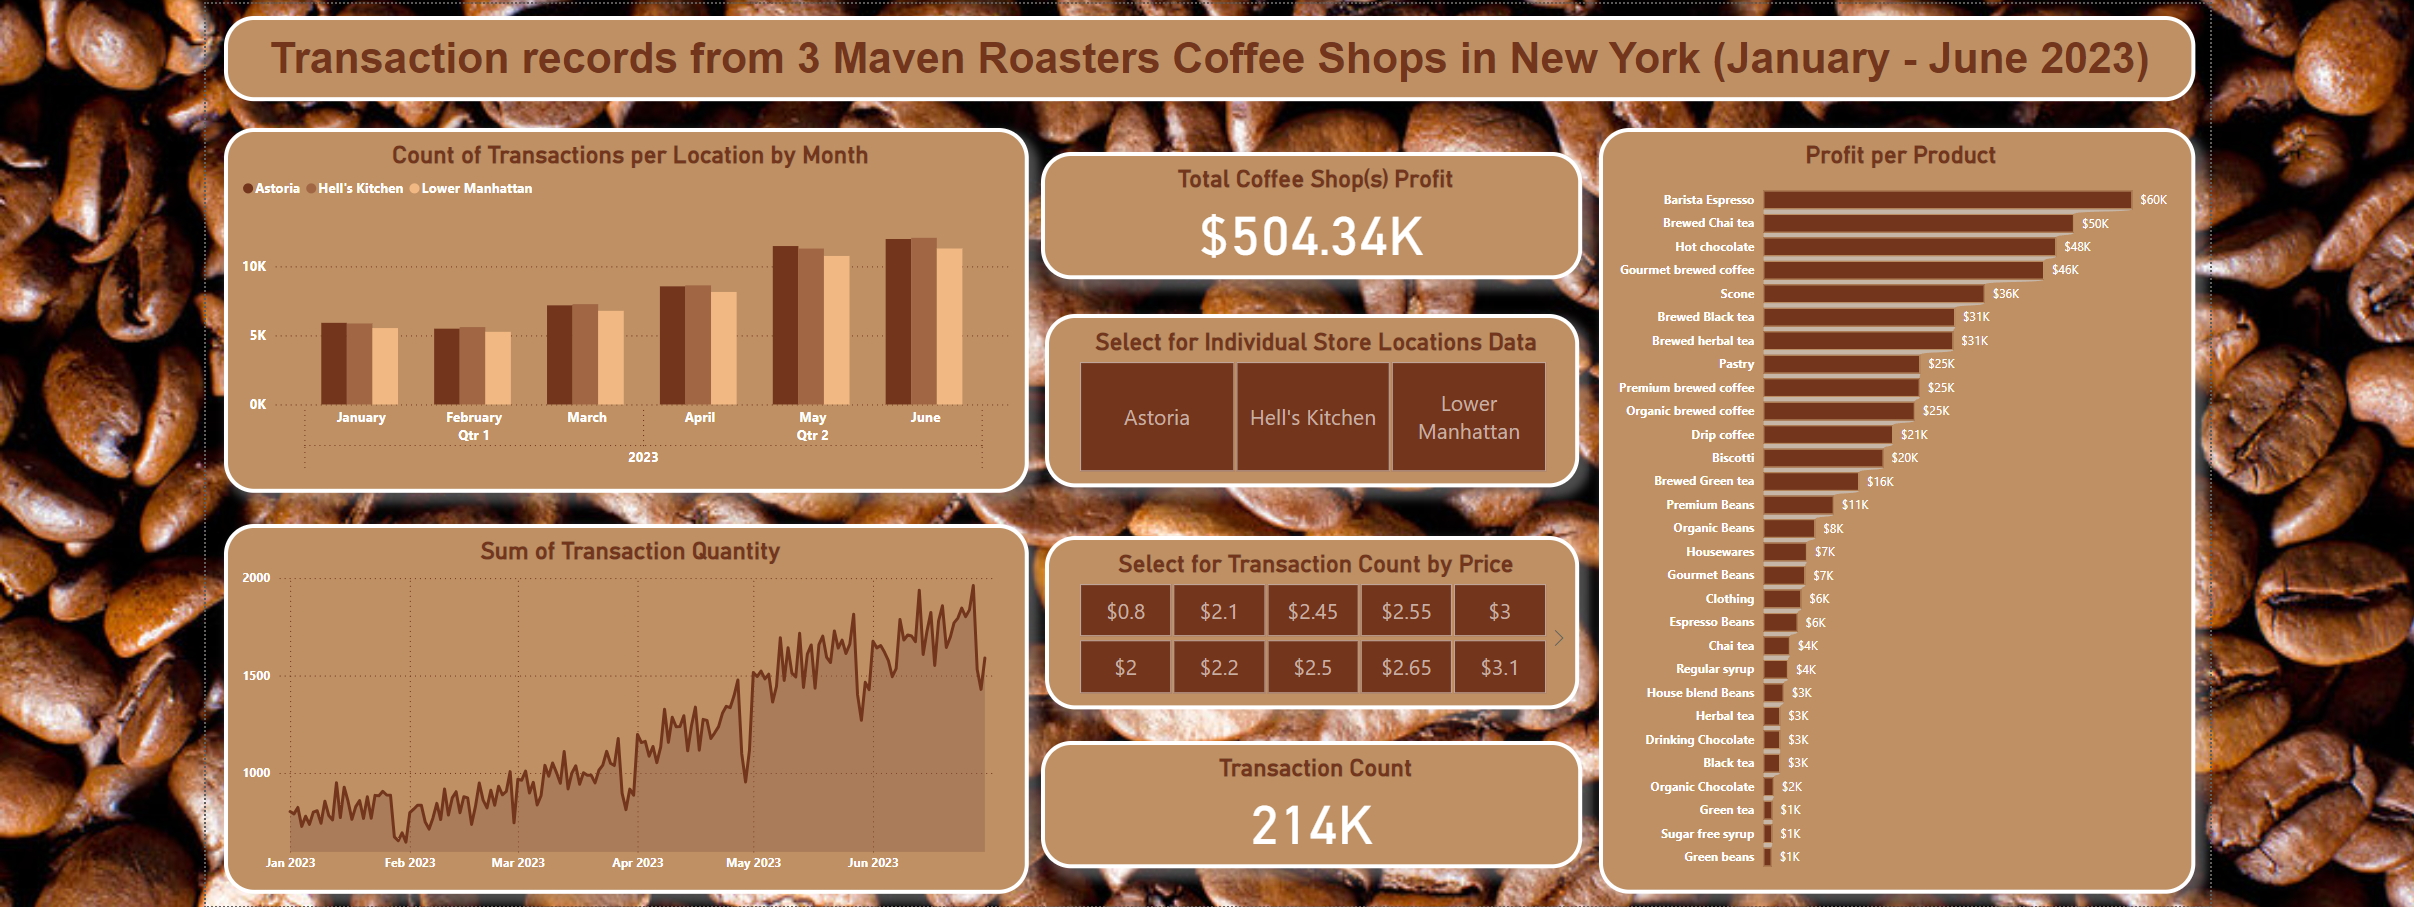 Transaction records from 3 Maven Roasters Coffee Shops in New York (January - June 2023)
Count of Transactions per Location by Month
Astoria Hell's Kitchen Lower Manhattan
10K
5K
0K
January February March April May June
Qtr 1 Qtr 2
2023
Sum of Transaction Quantity
2000
1500
1000
Jan 2023 Feb 2023 Mar 2023 Apr 2023 May 2023 Jun 2023
Total Coffee Shop(s) Profit
$504.34K
Select for Individual Store Locations Data
Astoria Hell's Kitchen Lower
Manhattan
Select for Transaction Count by Price
$0.8 $2.1 $2.45 $2.55 $3
$2 $2.2 $2.5 $2.65 $3.1
Transaction Count
214K
Profit per Product
Barista Espresso $60K
Brewed Chai tea $50K
Hot chocolate $48K
Gourmet brewed coffee $46K
Scone $36K
Brewed Black tea $31K
Brewed herbal tea $31K
Pastry $25K
Premium brewed coffee $25K
Organic brewed coffee $25K
Drip coffee $21K
Biscotti $20K
Brewed Green tea $16K
Premium Beans $11K
Organic Beans $8K
Housewares $7K
Gourmet Beans $7K
Clothing $6K
Espresso Beans $6K
Chai tea $4K
Regular syrup $4K
House blend Beans $3K
Herbal tea $3K
Drinking Chocolate $3K
Black tea $3K
Organic Chocolate $2K
Green tea $1K
Sugar free syrup $1K
Green beans $1K